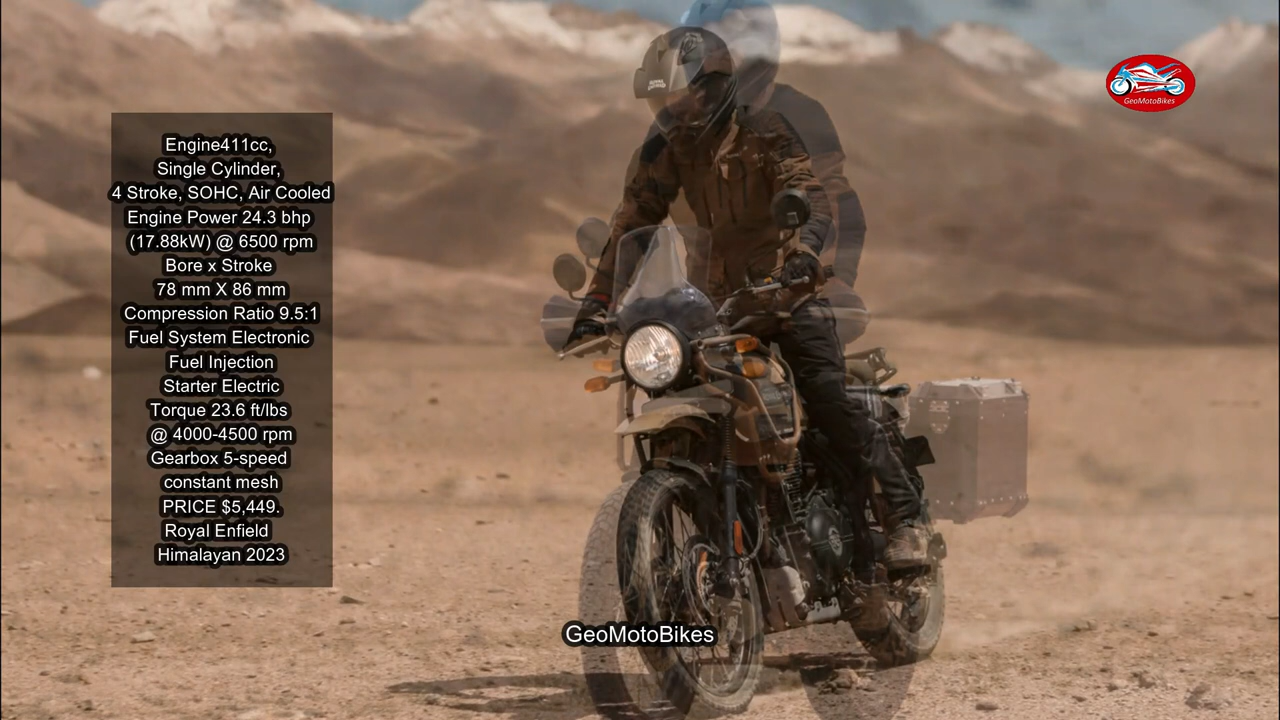 Engine411cc,
Single Cylinder,
4 Stroke, SOHC, Air Cooled
Engine Power 24.3 bhp
(17.88kW) @ 6500 rpm
Bore x Stroke
78 mm X 86 mm
Compression Ratio 9.5:1
Fuel System Electronic
Fuel Injection
Starter Electric
Torque 23.6 ft/lbs
@ 4000-4500 rpm
Gearbox 5-speed
constant mesh
PRICE $5,449.
Royal Enfield
Himalayan 2023
GeoMotoBikes
GeoMotoBikes